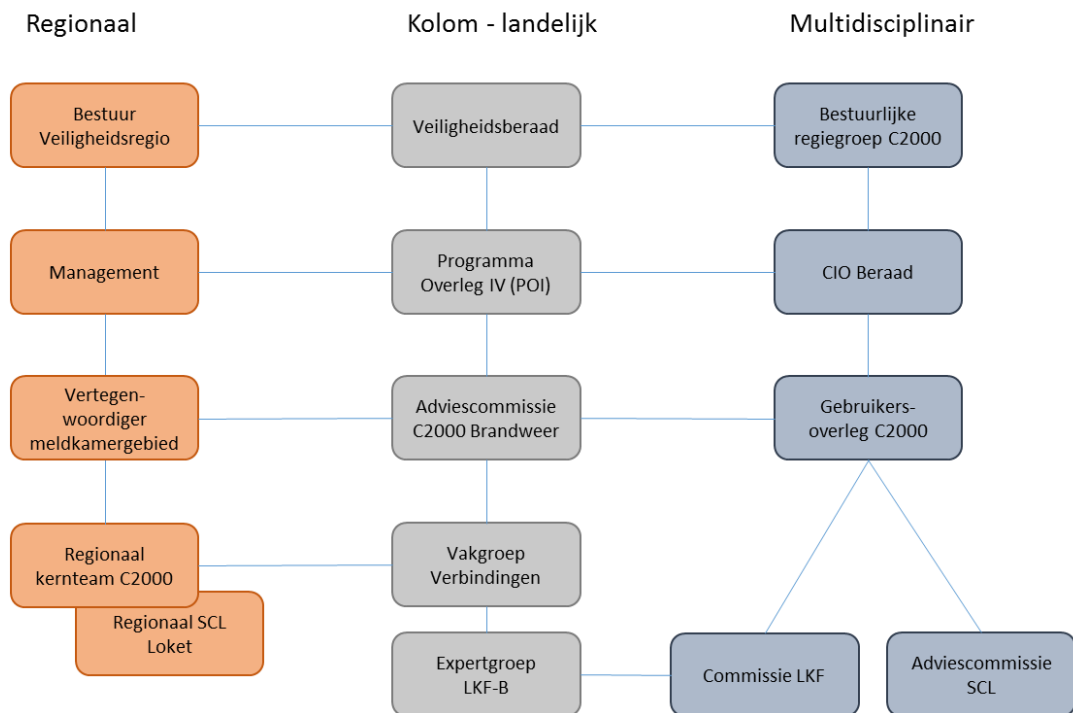 Regionaal
Kolom - landelijk
Multidisciplinair
Bestuur
Veiligheidsregio
Veiligheidsberaad
Bestuurlijke
regiegroep C2000
Management
Programma
Overleg IV (POI)
CIO Beraad
Vertegen-
woordiger
meldkamergebied
Adviescommissie
C2000 Brandweer
Gebruikers-
overleg C2000
Regionaal
kernteam C2000
Vakgroep
Verbindingen
Regionaal SCL
Loket
Expertgroep
LKF-B
Commissie LKF
Adviescommissie
SCL